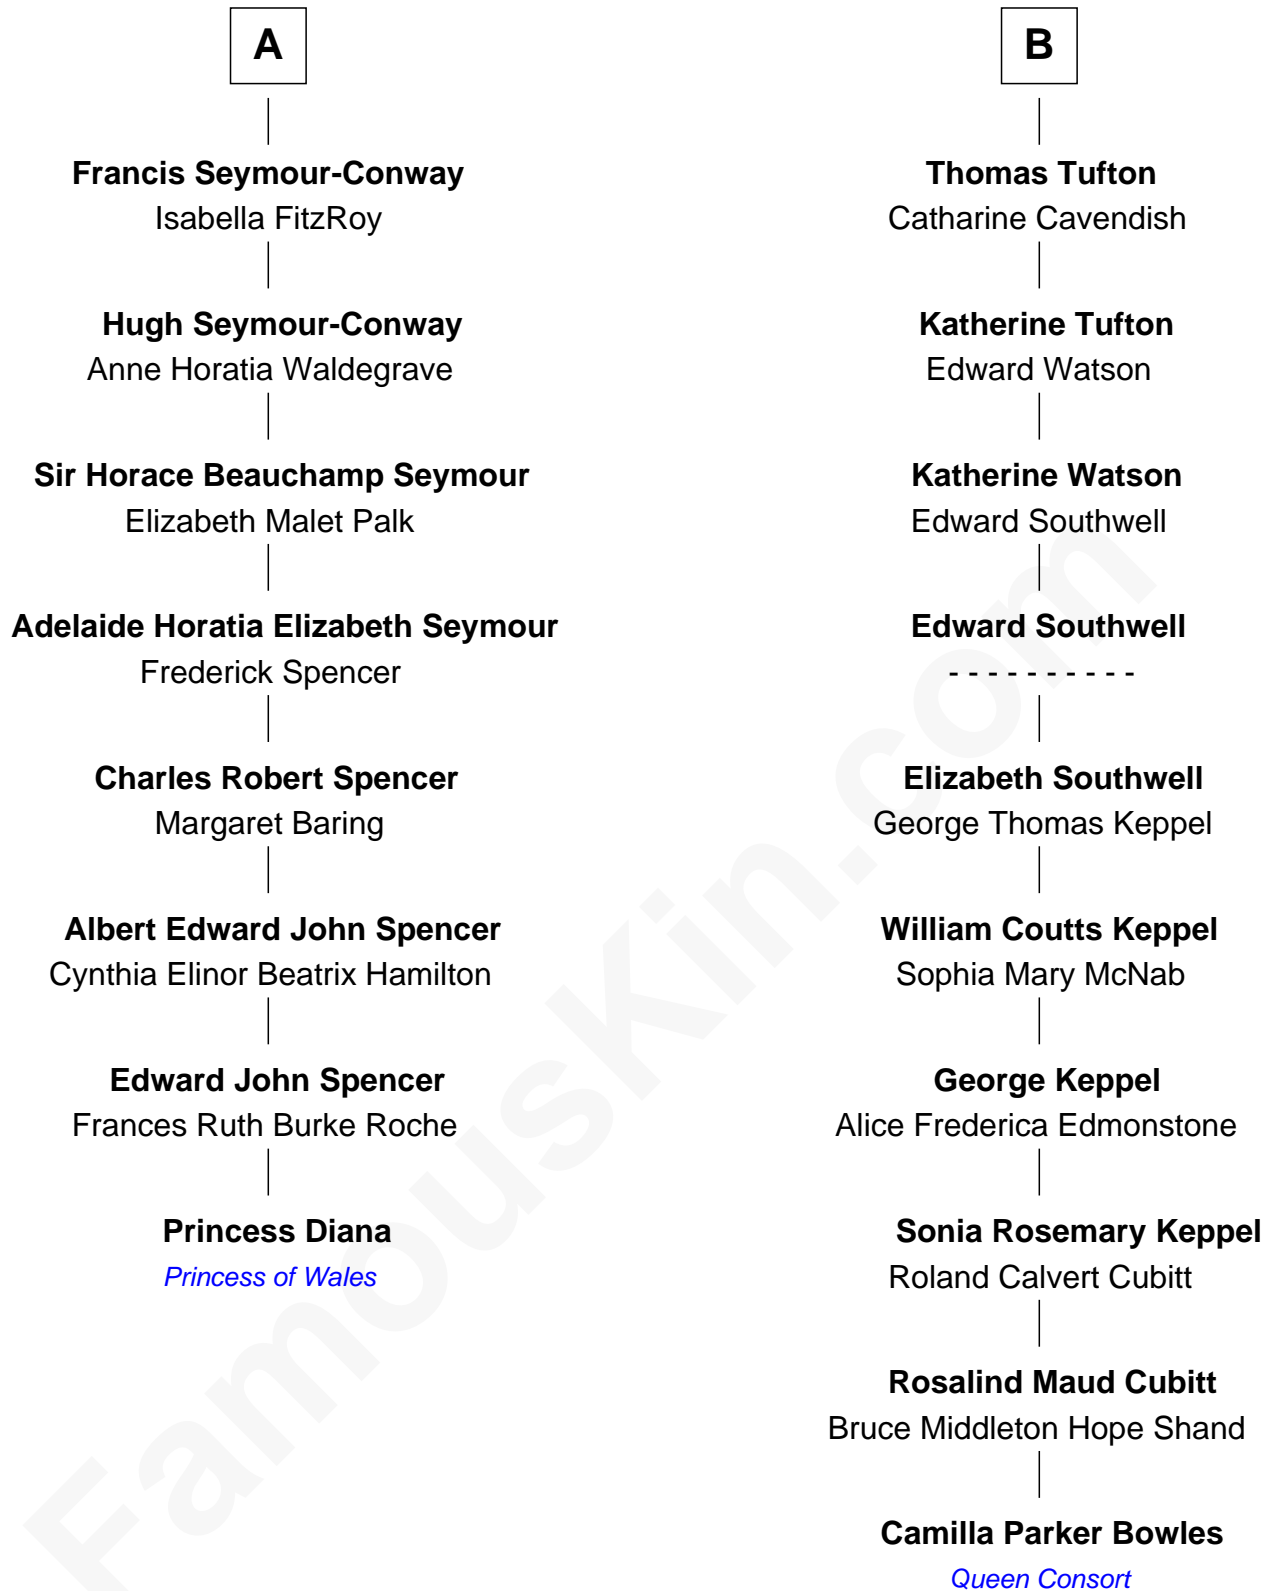 A
Francis Seymour-Conway
Isabella FitzRoy
Hugh Seymour-Conway
Anne Horatia Waldegrave
Sir Horace Beauchamp Seymour
Elizabeth Malet Palk
Adelaide Horatia Elizabeth Seymour
Frederick Spencer
Charles Robert Spencer
Margaret Baring
Albert Edward John Spencer
Cynthia Elinor Beatrix Hamilton
Edward John Spencer
Frances Ruth Burke Roche
Princess Diana
Princess of Wales
B
Thomas Tufton
Catharine Cavendish
Katherine Tufton
Edward Watson
Katherine Watson
Edward Southwell
Edward Southwell
- - - - - - - - - -
Elizabeth Southwell
George Thomas Keppel
William Coutts Keppel
Sophia Mary McNab
George Keppel
Alice Frederica Edmonstone
Sonia Rosemary Keppel
Roland Calvert Cubitt
Rosalind Maud Cubitt
Bruce Middleton Hope Shand
Camilla Parker Bowles
Queen Consort
FamousKin.com